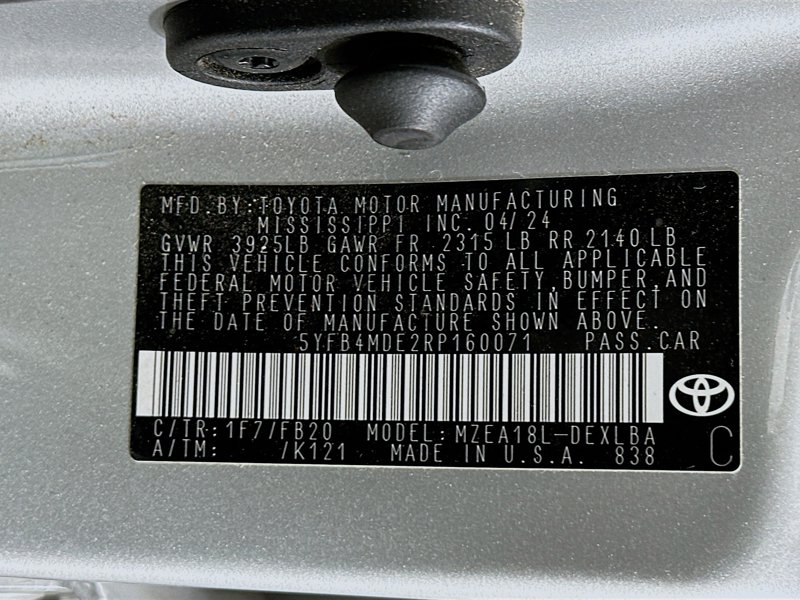 MFD. BY: TOYOTA MOTOR MANUFACTURING
MISSISSIPPI INC. 04/24
GVWR 3925LB GAWR FR 2315 LB RR 2140 LB
THIS VEHICLE CONFORMS TO ALL APPLICABLE
FEDERAL MOTOR VEHICLE SAFETY, BUMPER, AND
THEFT PREVENTION STANDARDS IN EFFECT ON
THE DATE OF MANUFACTURE SHOWN ABOVE.
5YFB4MDE2RP160071 PASS. CAR
C/TR: 1F7/FB20 MODEL: MZEA18L-DEXLBA
A/TM: /K121 MADE IN U.S.A. 838 C